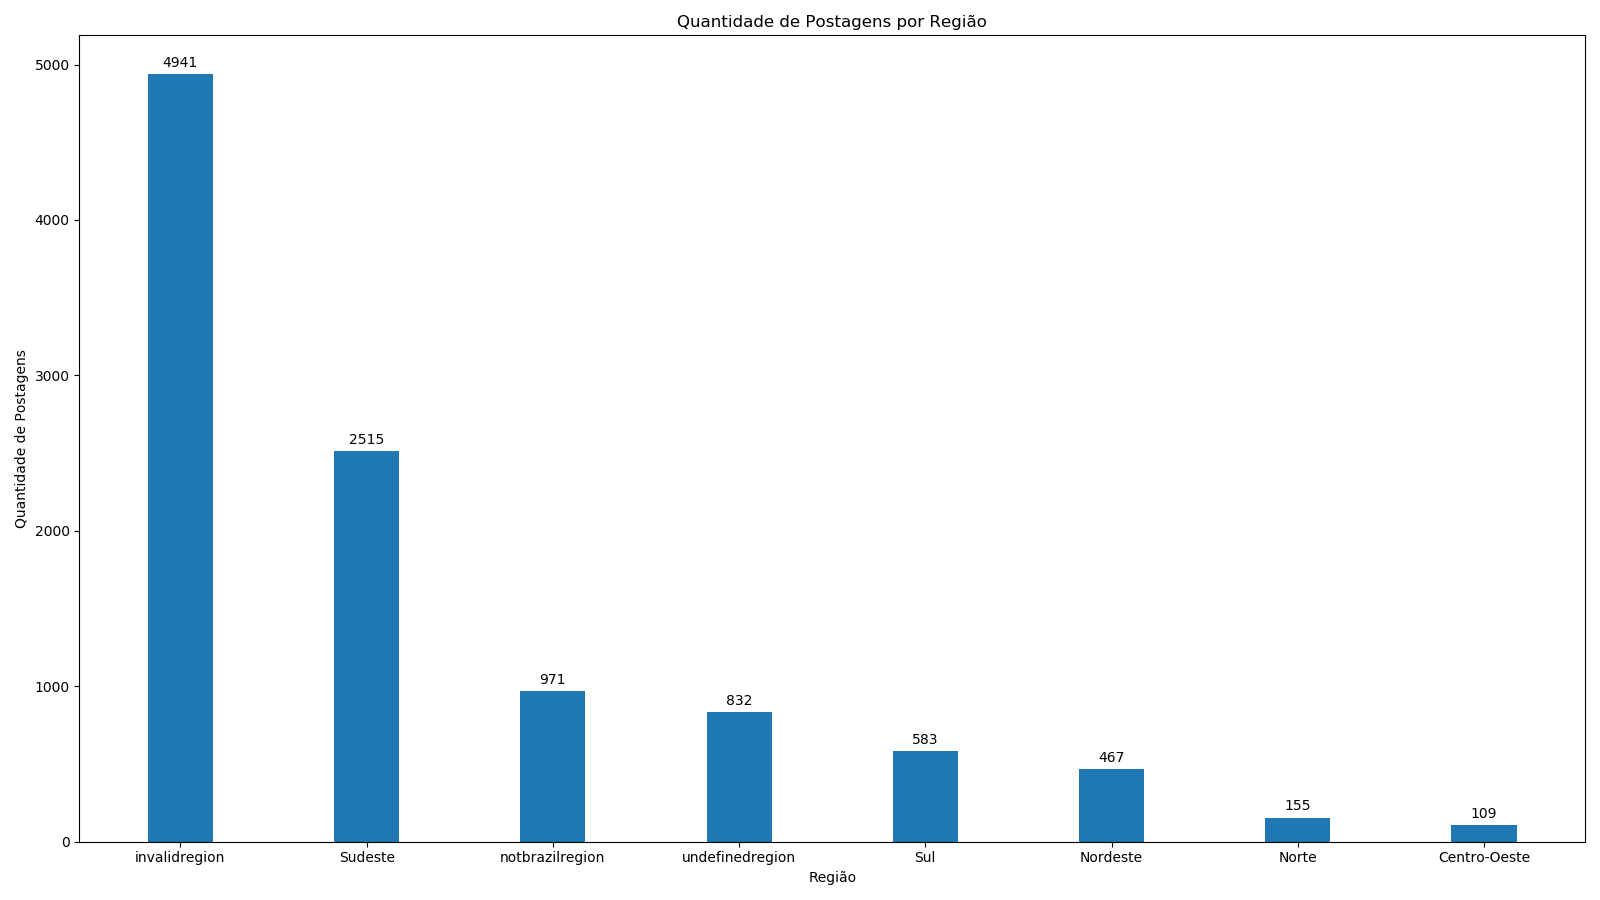 Quantidade de Postagens por Região
Quantidade de Postagens
5000
4000
3000
2000
1000
0
4941
2515
971
832
583
467
155
109
invalidregion
Sudeste
notbrazilregion
undefinedregion
Sul
Nordeste
Norte
Centro-Oeste
Região